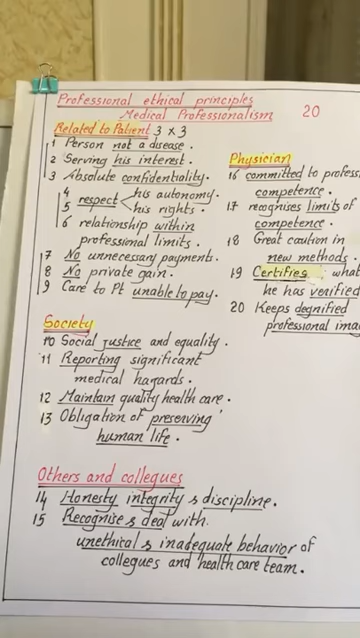 Professional ethical principles
Medical Professionalism 20
Related to Patient 3 x 3
1 Person not a disease.
2 Serving his interest.
3 Absolute confidentiality.
4 his autonomy.
respect
5 his rights.
6 relationship within
professional limits.
7 No unnecessary payments.
8 No private gain.
9 Care to Pt unable to pay.
Society
10 Social justice and equality.
11 Reporting significant
medical hagards.
12 Maintain quality health care.
13 Obligation of preserving
human life.
Others and collegues
14 Honesty, integrity & discipline.
15 Recognise & deal with
unethical & inadequate behavior of
collegues and health care team.
Physician
16 committed to profess
competence.
17 recognises limits of
competence.
18 Great caution in
new methods.
19 Certifies what
he has verified
20 Keeps degnified
professional ima